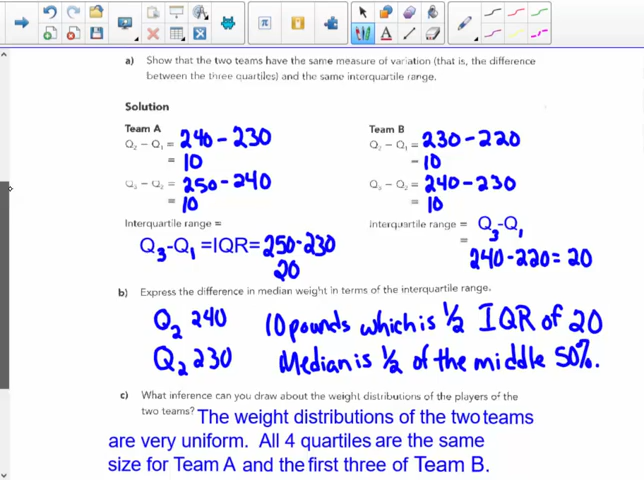 a) Show that the two teams have the same measure of variation (that is, the difference
between the three quartiles) and the same interquartile range.
Solution
Team A
Q₂ – Q₁ = 240 - 230
= 10
Q₃ – Q₂ = 250 - 240
= 10
Interquartile range =
Q₃-Q₁ =IQR= 250-230
20
Team B
Q₂ – Q₁ = 230 - 220
= 10
Q₃ – Q₂ = 240 - 230
= 10
Interquartile range = Q₃-Q₁
=
240-220= 20
b) Express the difference in median weight in terms of the interquartile range.
Q₂ 240 10 pounds which is ½ IQR of 20
Q₂ 230 Median is ½ of the middle 50%.
c) What inference can you draw about the weight distributions of the players of the
two teams? The weight distributions of the two teams
are very uniform. All 4 quartiles are the same
size for Team A and the first three of Team B.